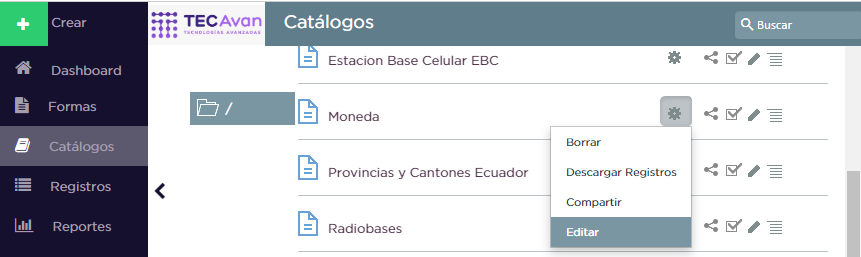 Crear
TECAvan
TECNOLOGÍAS AVANZADAS
Catálogos
Buscar
Dashboard
Formas
Catálogos
Registros
Reportes
/
Estacion Base Celular EBC
Moneda
Provincias y Cantones Ecuador
Radiobases
Borrar
Descargar Registros
Compartir
Editar